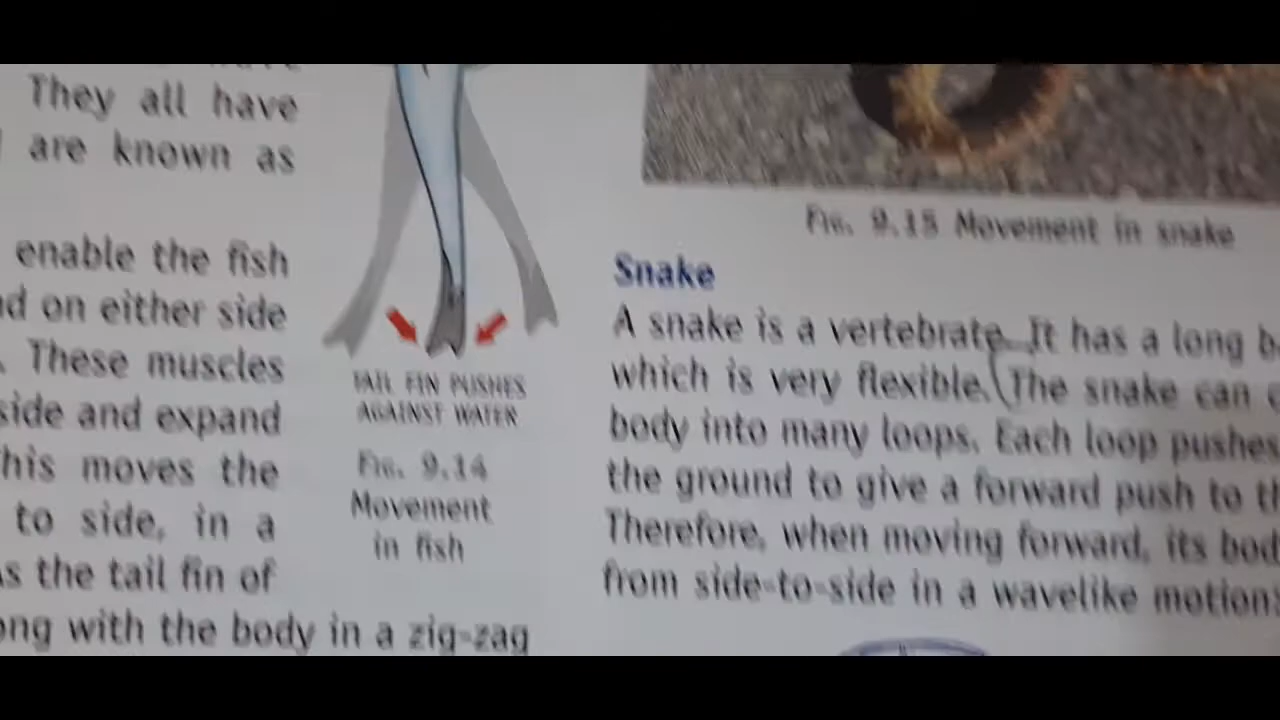 They all have
are known as
enable the fish
on either side
These muscles
side and expand
This moves the
to side, in a
the tail fin of
with the body in a zig-zag
TAIL FIN PUSHES
AGAINST WATER
FIG. 9.14
Movement
in fish
FIG. 9.15 Movement in snake
Snake
A snake is a vertebrate. It has a long
which is very flexible. The snake can
body into many loops. Each loop pushes
the ground to give a forward push to
Therefore, when moving forward, its
from side-to-side in a wavelike motion